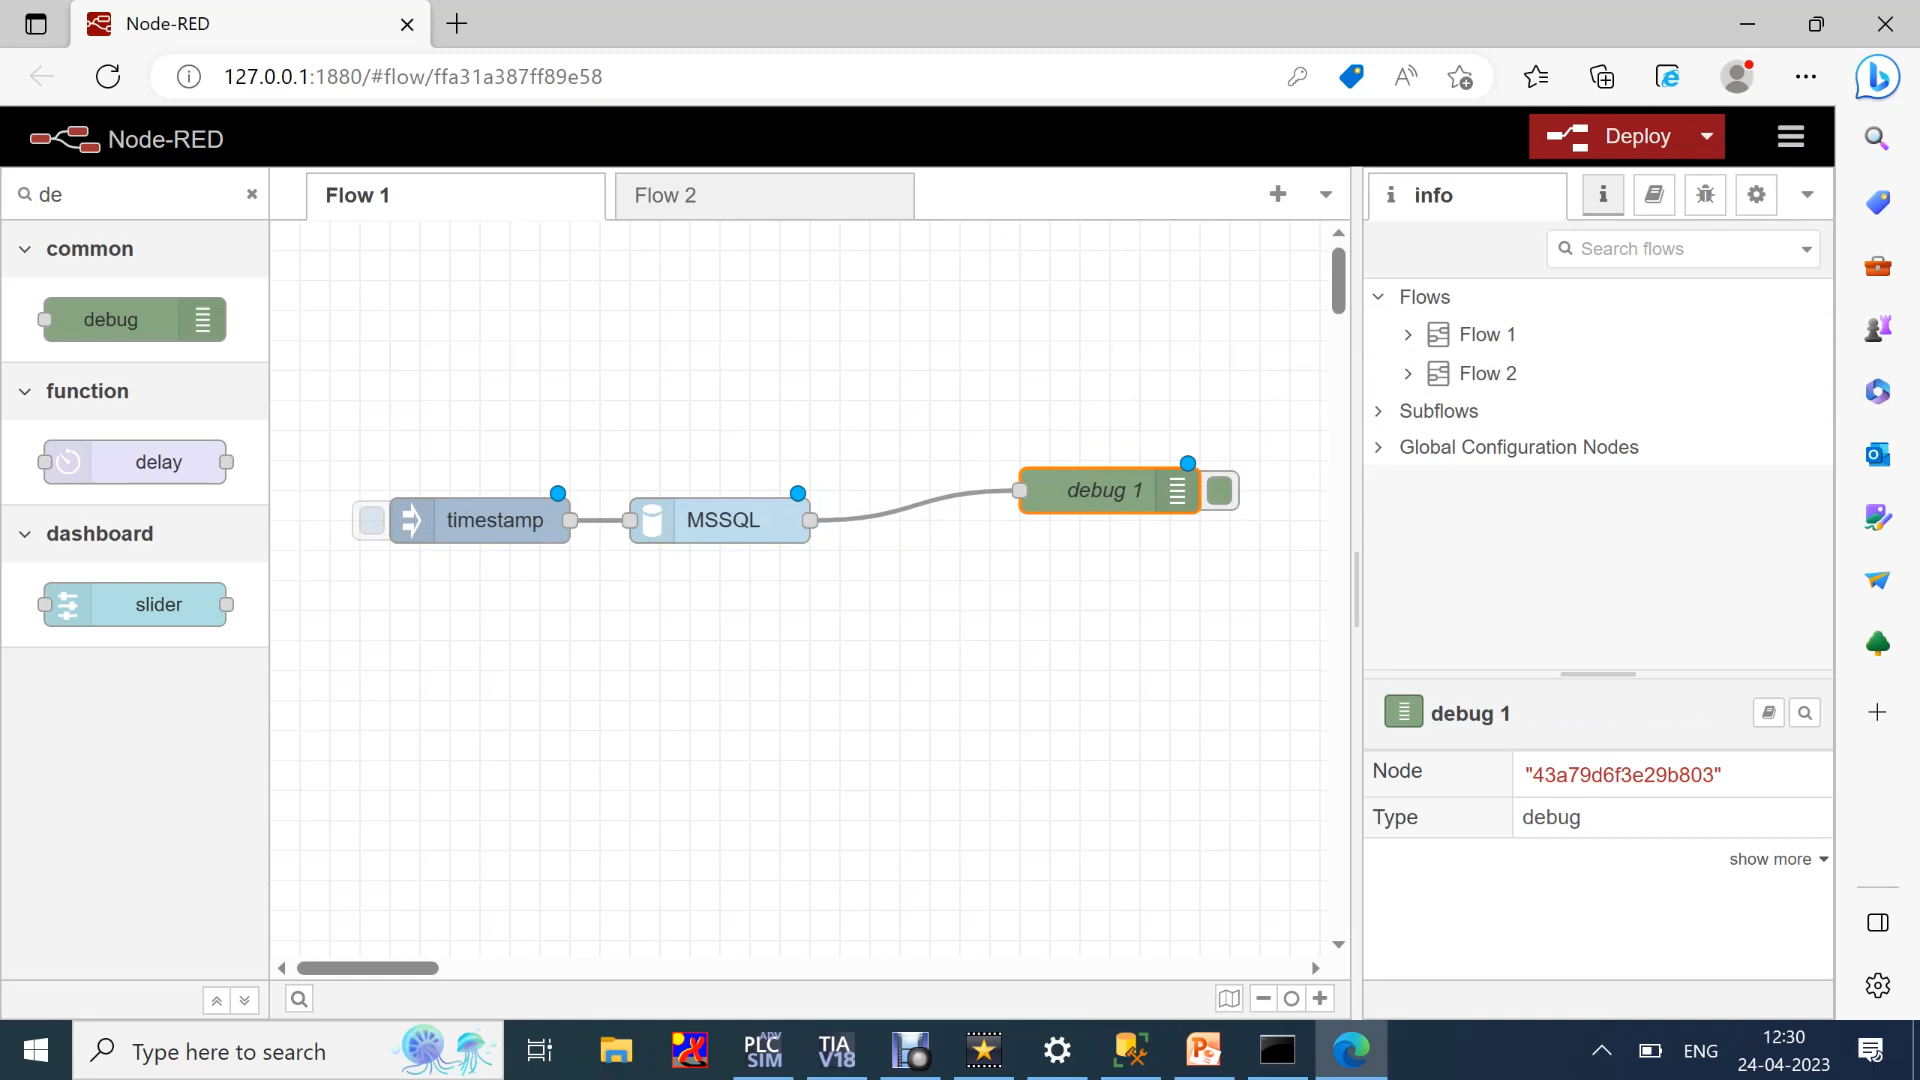 Node-RED
127.0.0.1:1880/#flow/ffa31a387ff89e58
Node-RED
Deploy
de
Flow 1
Flow 2
info
Search flows
common
debug
function
delay
dashboard
slider
timestamp
MSSQL
debug 1
Flows
Flow 1
Flow 2
Subflows
Global Configuration Nodes
debug 1
Node
"43a79d6f3e29b803"
Type
debug
show more
Type here to search
ADV
PLC
SIM
TIA
V18
ENG
12:30
24-04-2023